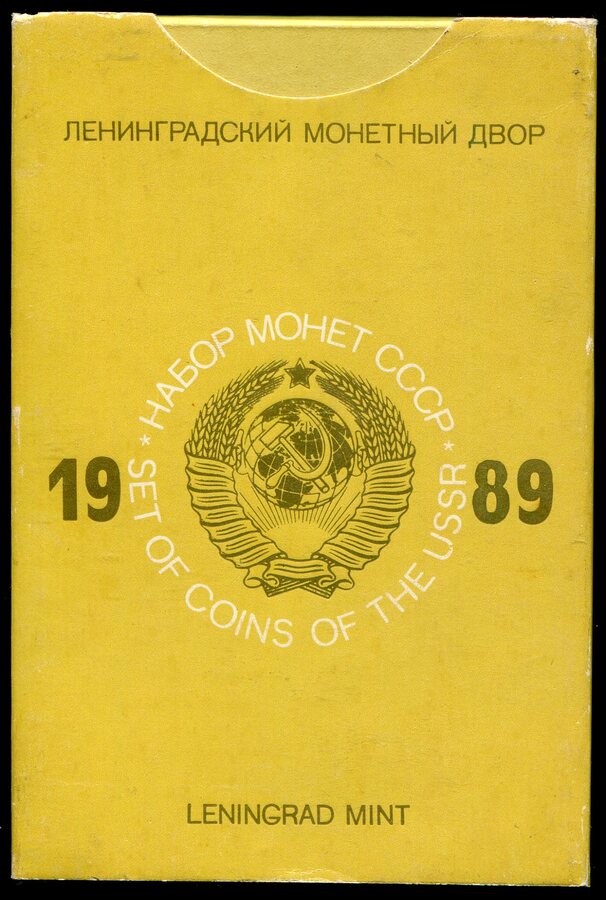 ЛЕНИНГРАДСКИЙ МОНЕТНЫЙ ДВОР
* НАБОР МОНЕТ СССР *
19 89
SET OF COINS OF THE USSR
LENINGRAD MINT